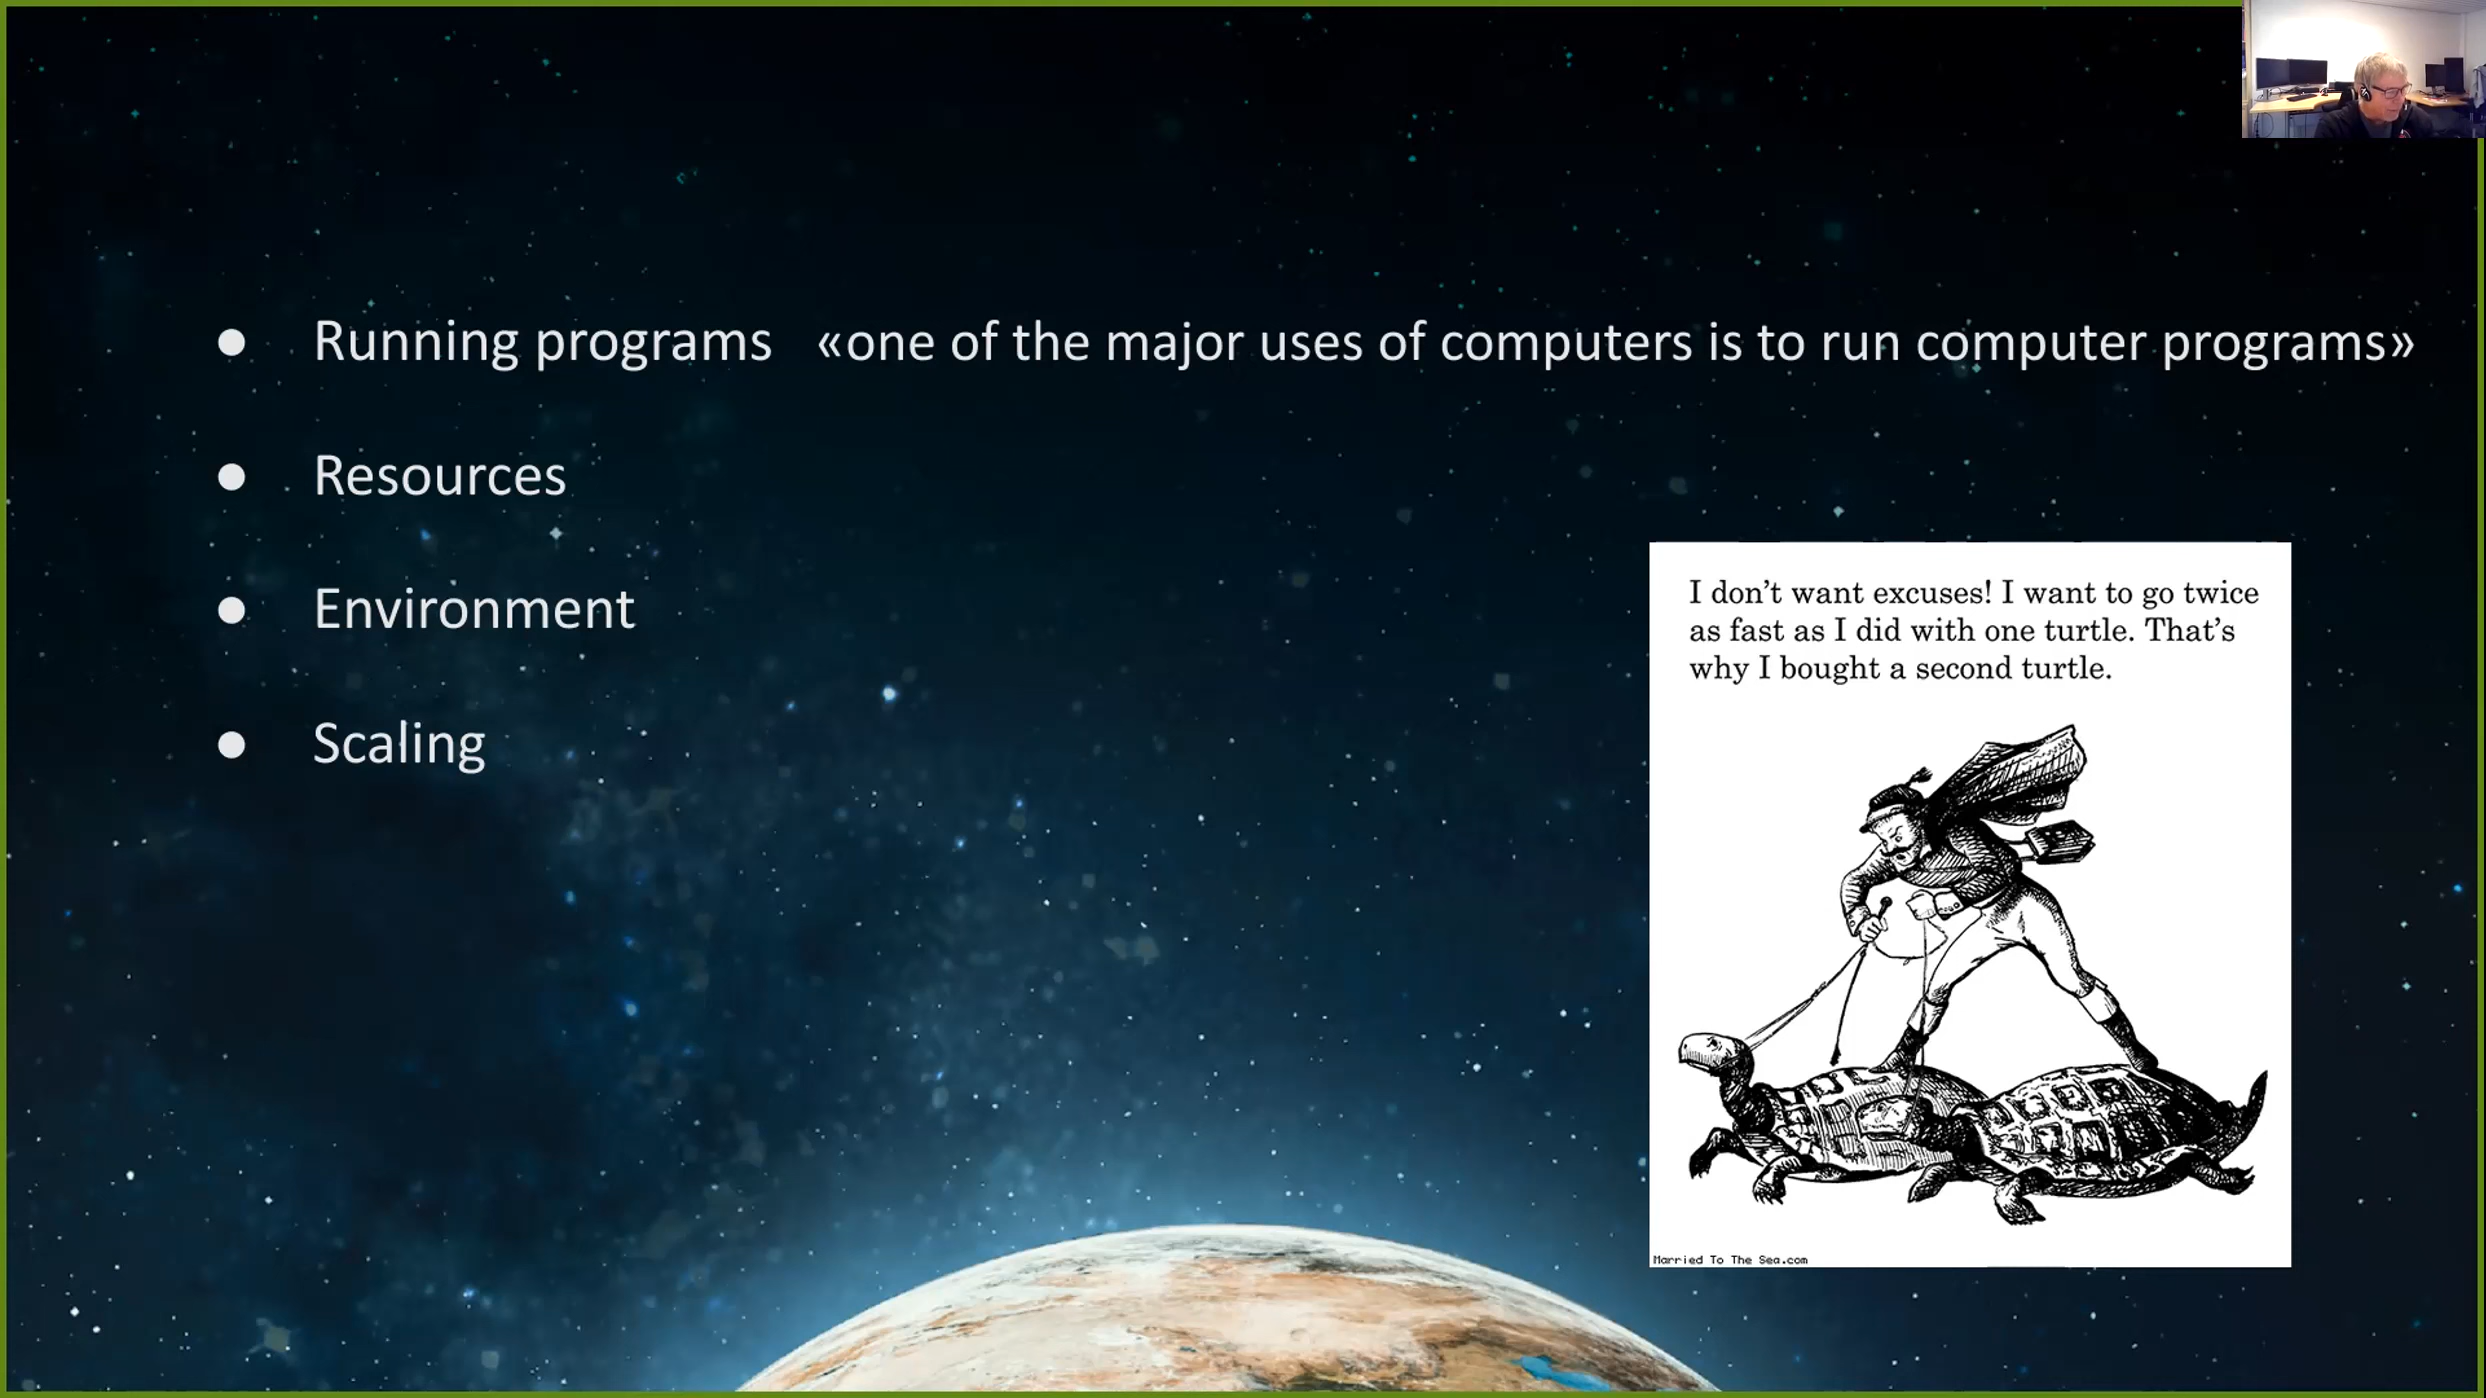 Running programs «one of the major uses of computers is to run computer programs»
Resources
Environment
Scaling
I don’t want excuses! I want to go twice
as fast as I did with one turtle. That’s
why I bought a second turtle.
Married To The Sea.com